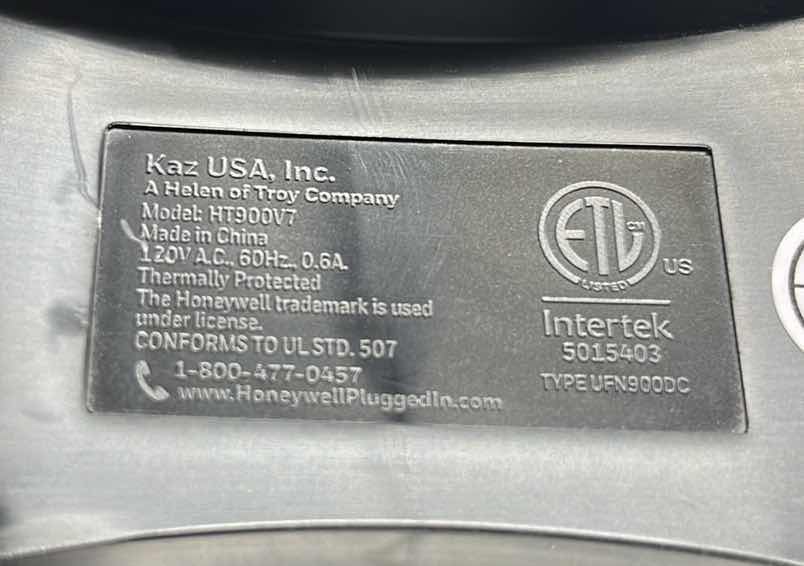 Kaz USA, Inc.
A Helen of Troy Company
Model: HT900V7
Made in China
120V A.C., 60Hz., 0.6A.
Thermally Protected
The Honeywell trademark is used
under license.
CONFORMS TO UL STD. 507
1-800-477-0457
www.HoneywellPluggedIn.com
ETL CM
LISTED
US
Intertek
5015403
TYPE UFN900DC